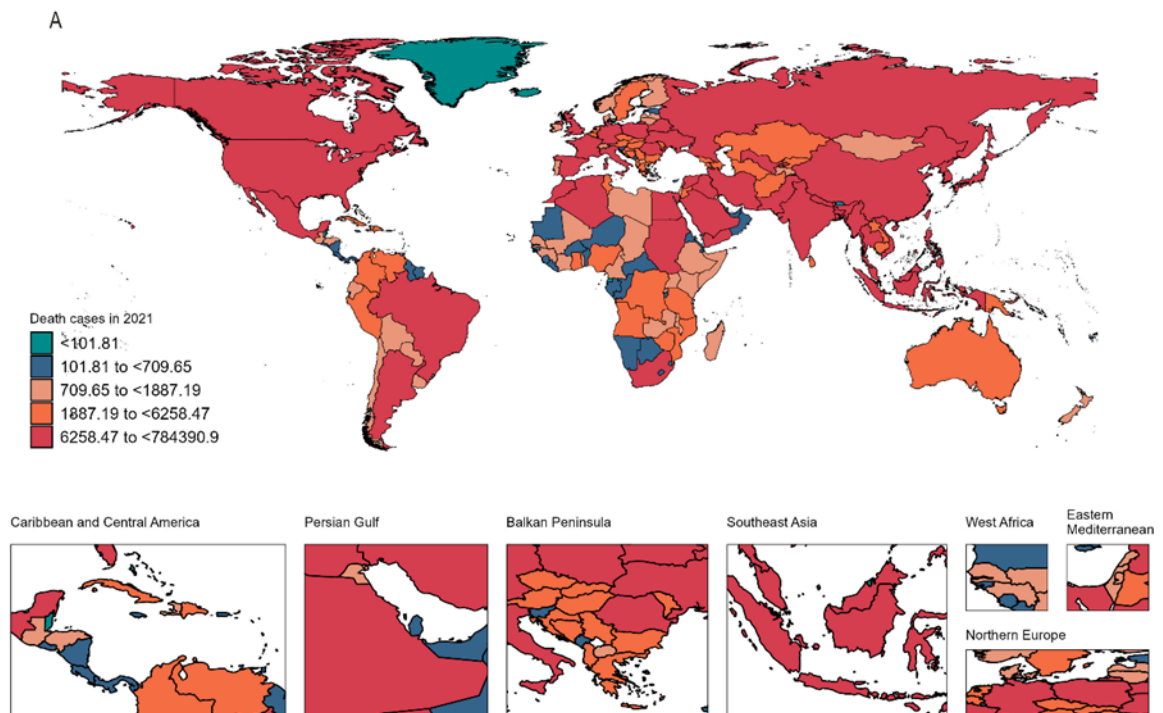 A
Death cases in 2021
<101.81
101.81 to <709.65
709.65 to <1887.19
1887.19 to <6258.47
6258.47 to <784390.9
Caribbean and Central America
Persian Gulf
Balkan Peninsula
Southeast Asia
West Africa
Eastern
Mediterranean
Northern Europe